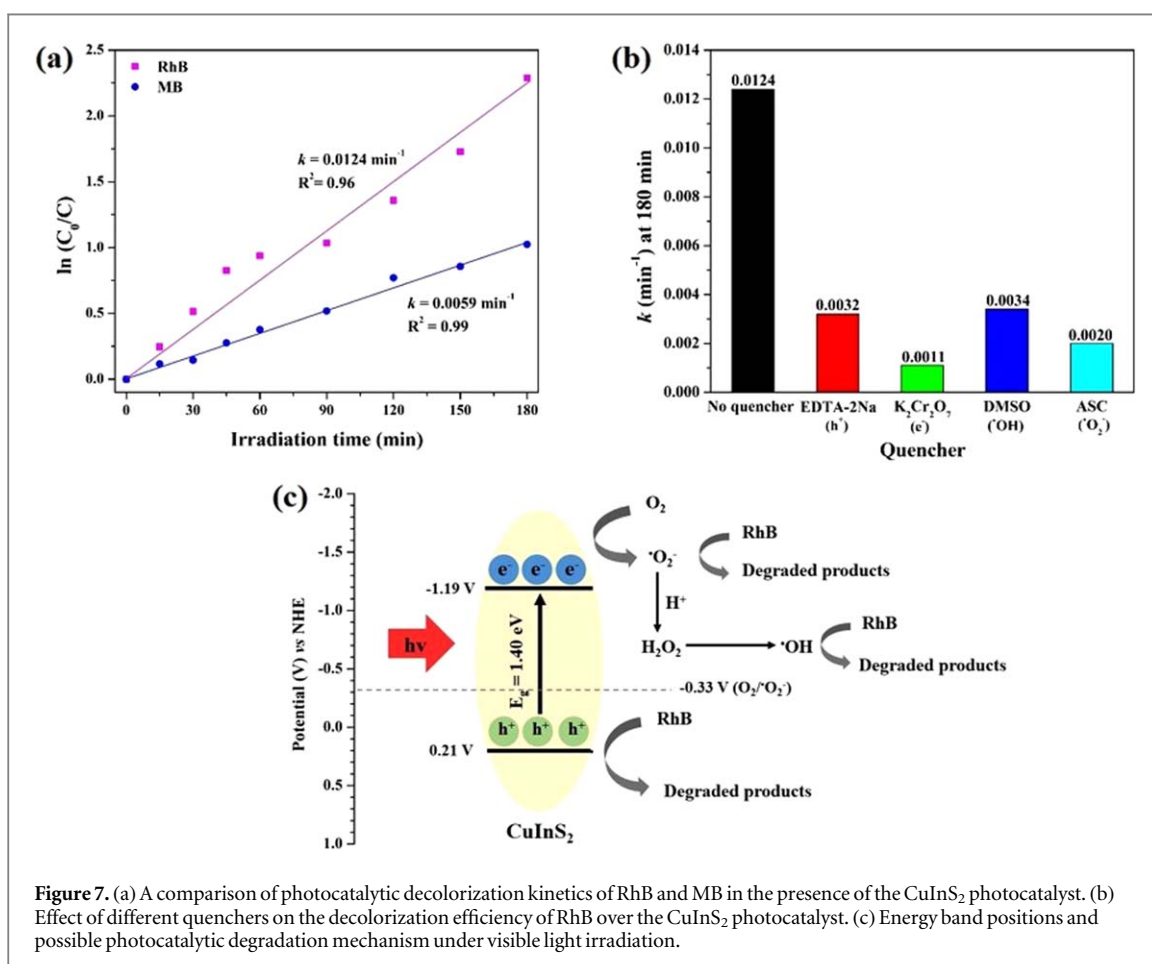 (a)
2.5
2.0
1.5
1.0
0.5
0.0
ln (C₀/C)
RhB
MB
k = 0.0124 min⁻¹
R² = 0.96
k = 0.0059 min⁻¹
R² = 0.99
0 30 60 90 120 150 180
Irradiation time (min)
(b)
0.014
0.012
0.010
0.008
0.006
0.004
0.002
0.000
k (min⁻¹) at 180 min
0.0124
0.0032
0.0011
0.0034
0.0020
No quencher EDTA-2Na K₂Cr₂O₇ DMSO ASC
(h⁺) (e⁻) (•OH) (•O₂⁻)
Quencher
(c)
-2.0
-1.5
-1.0
-0.5
0.0
0.5
1.0
Potential (V) vs NHE
hν
e⁻ e⁻ e⁻
-1.19 V
E_g = 1.40 eV
h⁺ h⁺ h⁺
0.21 V
CuInS₂
O₂
•O₂⁻
RhB
Degraded products
H⁺
H₂O₂
•OH
RhB
Degraded products
-0.33 V (O₂/•O₂⁻)
RhB
Degraded products
Figure 7. (a) A comparison of photocatalytic decolorization kinetics of RhB and MB in the presence of the CuInS₂ photocatalyst. (b)
Effect of different quenchers on the decolorization efficiency of RhB over the CuInS₂ photocatalyst. (c) Energy band positions and
possible photocatalytic degradation mechanism under visible light irradiation.